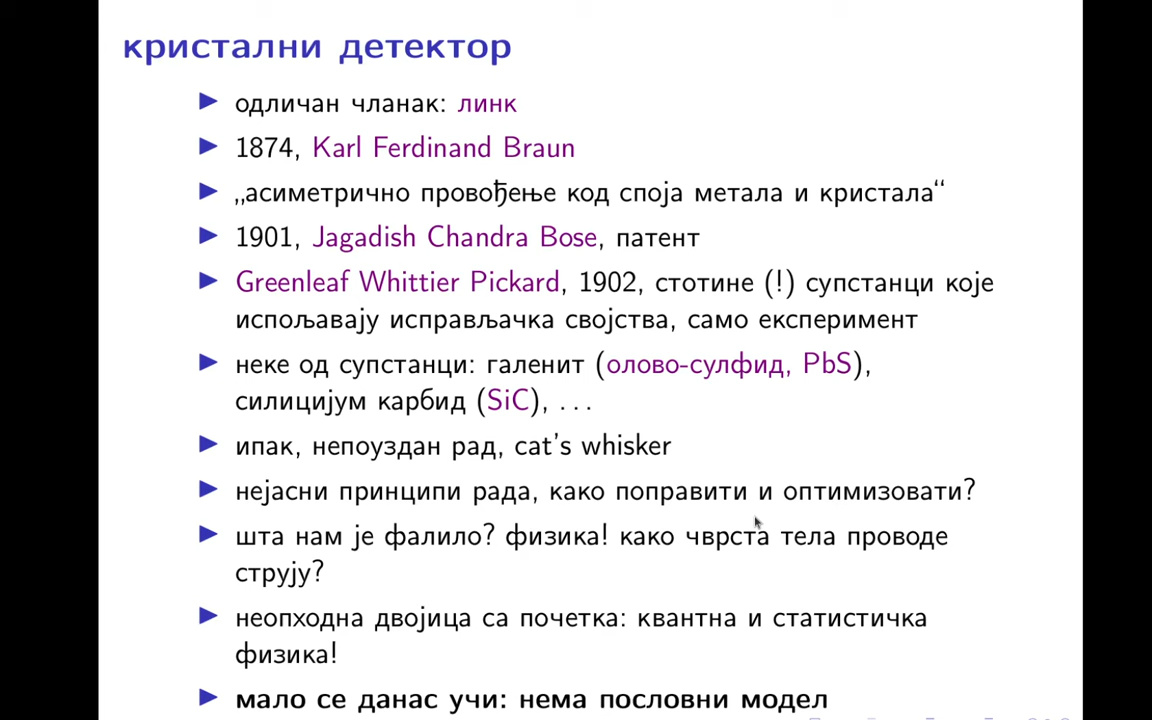 кристални детектор
одличан чланак: линк
1874, Karl Ferdinand Braun
„асиметрично провођење код споја метала и кристала“
1901, Jagadish Chandra Bose, патент
Greenleaf Whittier Pickard, 1902, стотине (!) супстанци које
испољавају исправљачка својства, само експеримент
неке од супстанци: галенит (олово-сулфид, PbS),
силицијум карбид (SiC), ...
ипак, непоуздан рад, cat's whisker
нејасни принципи рада, како поправити и оптимизовати?
шта нам је фалило? физика! како чврста тела проводе
струју?
неопходна двојица са почетка: квантна и статистичка
физика!
мало се данас учи: нема пословни модел